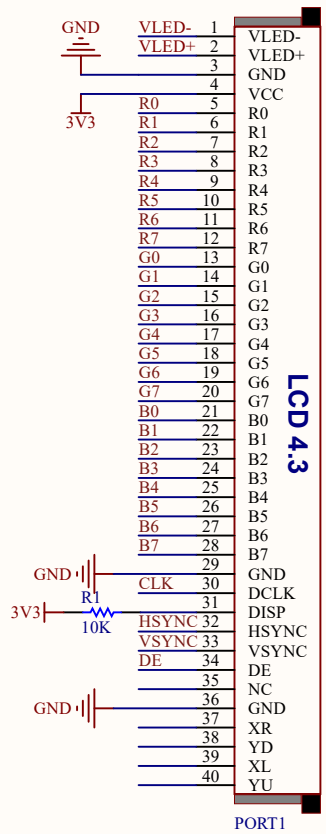 GND
VLED- 1 VLED-
VLED+ 2 VLED+
3 GND
4 VCC
3V3
R0 5 R0
R1 6 R1
R2 7 R2
R3 8 R3
R4 9 R4
R5 10 R5
R6 11 R6
R7 12 R7
G0 13 G0
G1 14 G1
G2 15 G2
G3 16 G3
G4 17 G4
G5 18 G5
G6 19 G6
G7 20 G7
B0 21 B0
B1 22 B1
B2 23 B2
B3 24 B3
B4 25 B4
B5 26 B5
B6 27 B6
B7 28 B7
LCD 4.3
GND 29 GND
CLK 30 DCLK
3V3 R1 31 DISP
10K
HSYNC 32 HSYNC
VSYNC 33 VSYNC
DE 34 DE
35 NC
GND 36 GND
37 XR
38 YD
39 XL
40 YU
PORT1